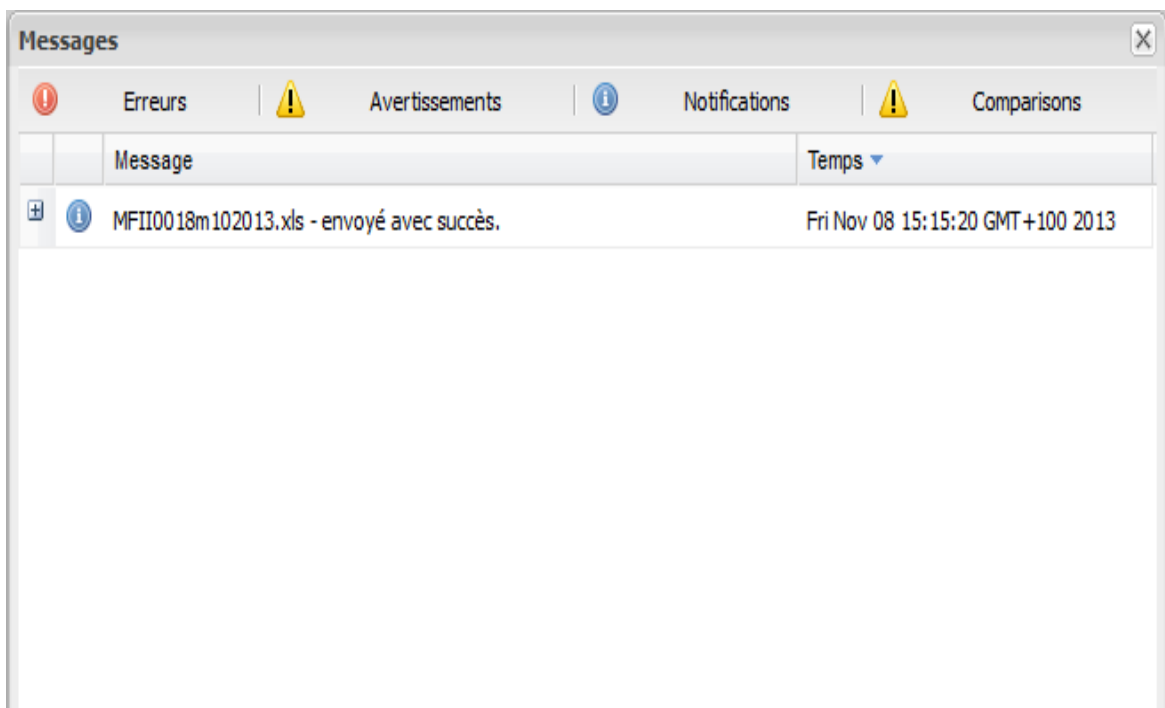 Messages
Erreurs Avertissements Notifications Comparisons
Message Temps
MFII0018m102013.xls - envoyé avec succès. Fri Nov 08 15:15:20 GMT+100 2013